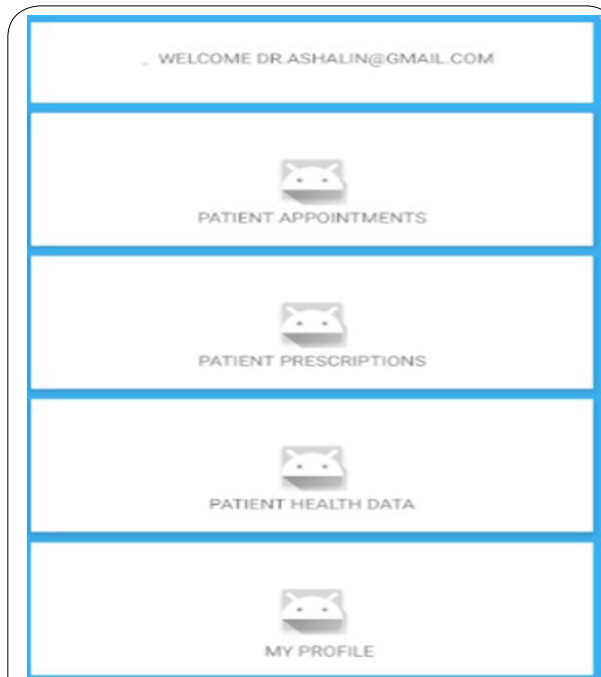 WELCOME DR.ASHALIN@GMAIL.COM
PATIENT APPOINTMENTS
PATIENT PRESCRIPTIONS
PATIENT HEALTH DATA
MY PROFILE